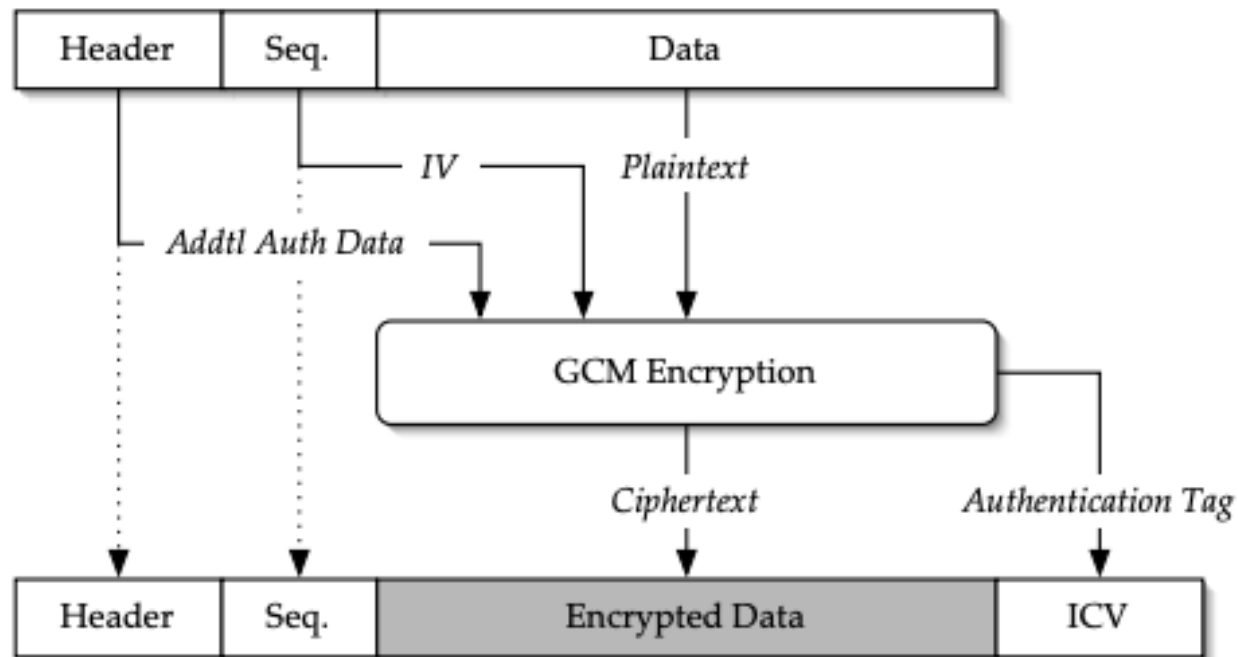 Header Seq. Data
IV Plaintext
Addtl Auth Data
GCM Encryption
Ciphertext Authentication Tag
Header Seq. Encrypted Data ICV